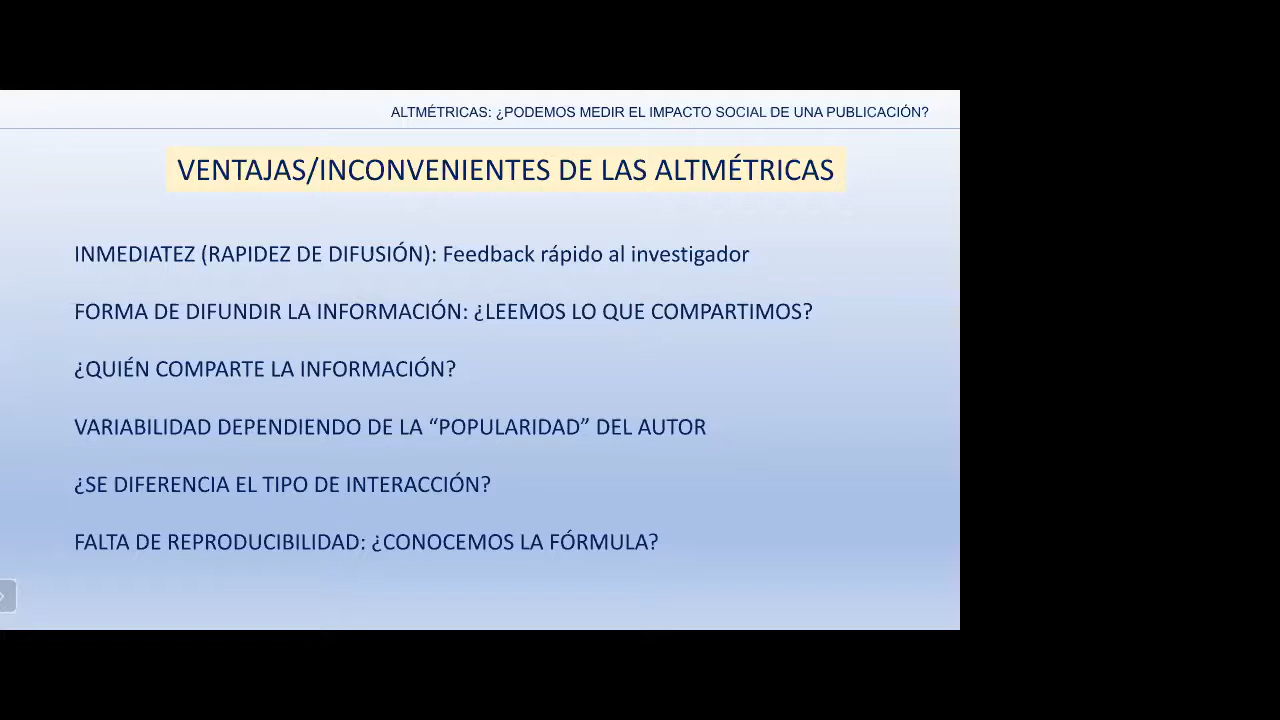 ALTMÉTRICAS: ¿PODEMOS MEDIR EL IMPACTO SOCIAL DE UNA PUBLICACIÓN?
VENTAJAS/INCONVENIENTES DE LAS ALTMÉTRICAS
INMEDIATEZ (RAPIDEZ DE DIFUSIÓN): Feedback rápido al investigador
FORMA DE DIFUNDIR LA INFORMACIÓN: ¿LEEMOS LO QUE COMPARTIMOS?
¿QUIÉN COMPARTE LA INFORMACIÓN?
VARIABILIDAD DEPENDIENDO DE LA “POPULARIDAD” DEL AUTOR
¿SE DIFERENCIA EL TIPO DE INTERACCIÓN?
FALTA DE REPRODUCIBILIDAD: ¿CONOCEMOS LA FÓRMULA?